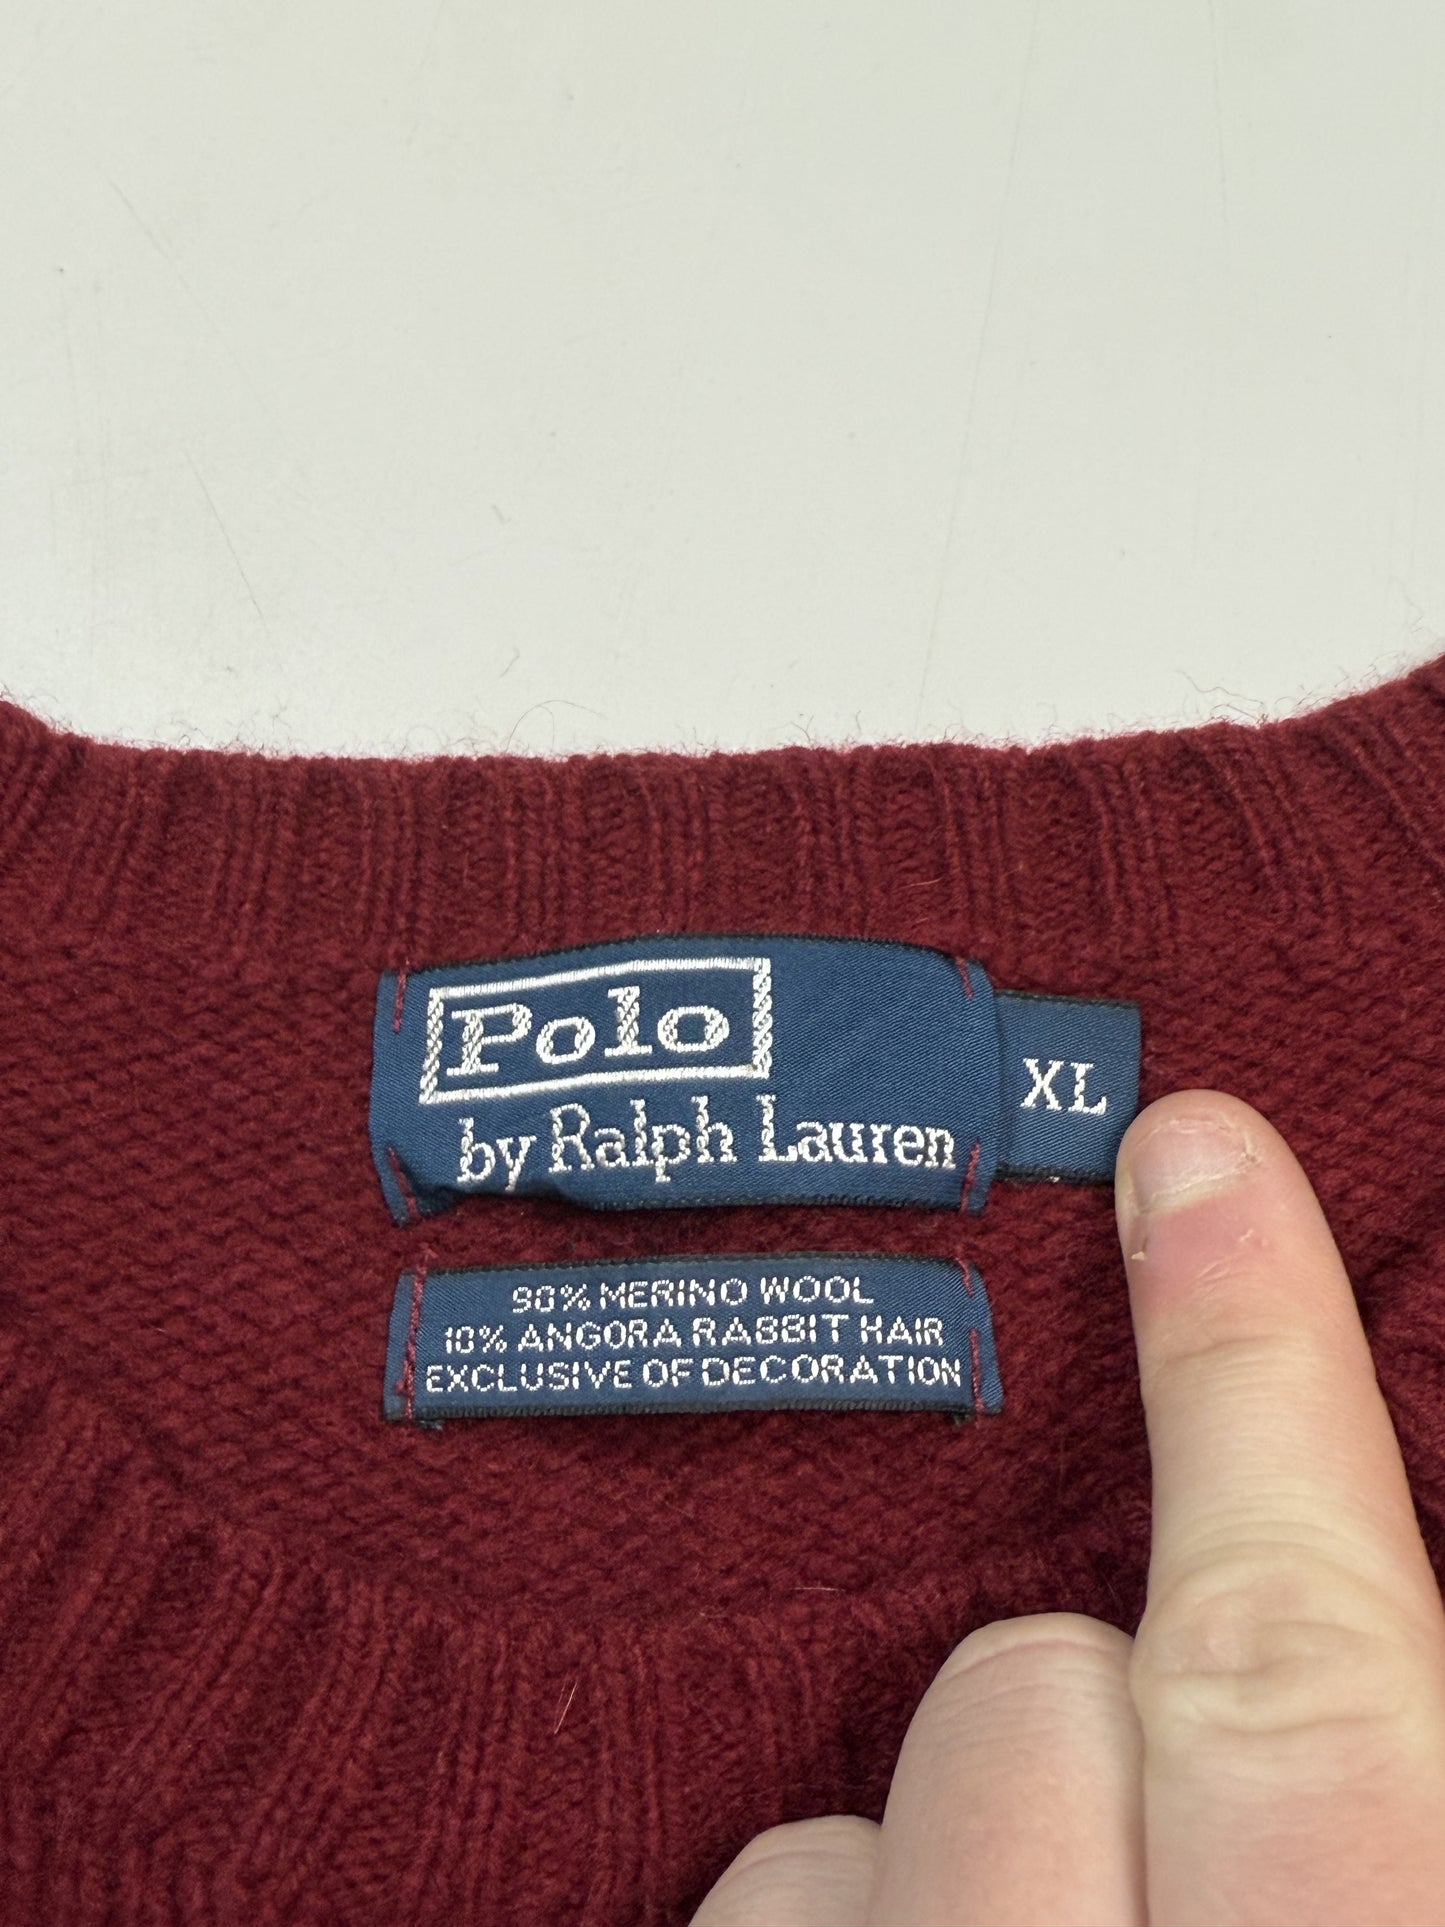 Polo
by Ralph Lauren
XL
90% MERINO WOOL
10% ANGORA RABBIT HAIR
EXCLUSIVE OF DECORATION